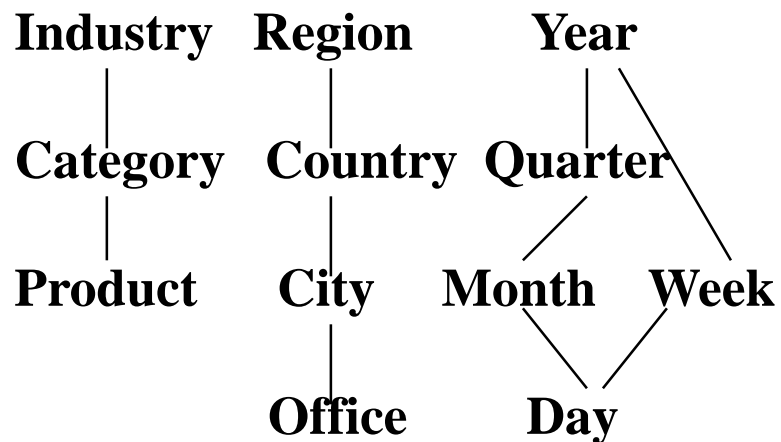 Industry Region Year
Category Country Quarter
Product City Month Week
Office Day